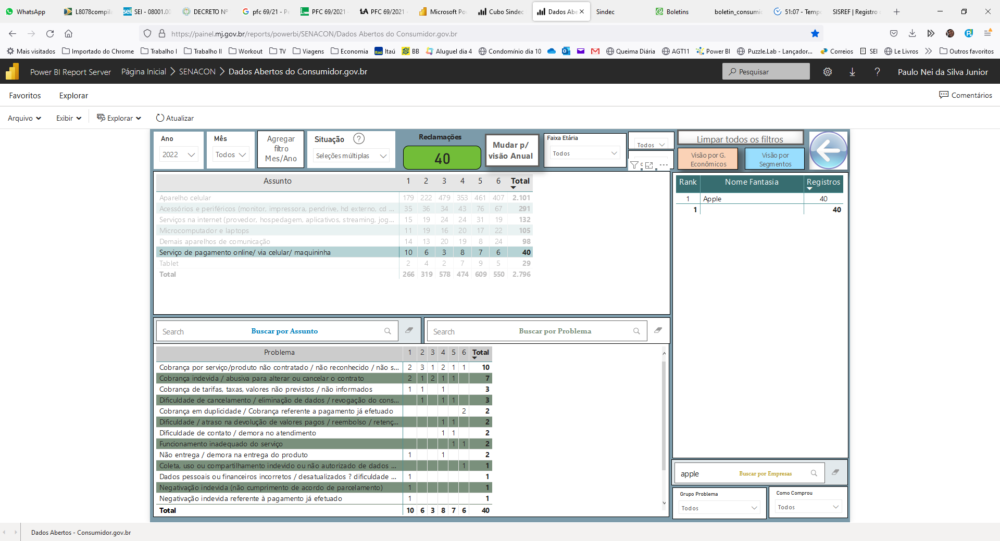 WhatsApp
L8078compila
SEI - 08001.00
DECRETO Nº
pfc 69/21 - Pe
PFC 69/2021 -
PFC 69/2021 -
Microsoft Po
Cubo Sindec
Dados Abe
Sindec
Boletins
boletin_consumid
51:07 - Temp
SISREF | Registro
https://painel.mj.gov.br/reports/powerbi/SENACON/Dados Abertos do Consumidor.gov.br
Mais visitados
Importado do Chrome
Trabalho I
Trabalho II
Workout
TV
Viagens
Economia
Itaú
BB
Aluguel dia 4
Condomínio dia 10
Queima Diária
AGT11
Power BI
Puzzle.Lab - Lançador...
Correios
SEI
Le Livros
Outros favoritos
Power BI Report Server
Página Inicial > SENACON > Dados Abertos do Consumidor.gov.br
Pesquisar
Paulo Nei da Silva Junior
Favoritos
Explorar
Comentários
Arquivo
Exibir
Explorar
Atualizar
Ano
2022
Mês
Todos
Agregar
filtro
Mes/Ano
Situação ?
Seleções múltiplas
Reclamações
40
Mudar p/
visão Anual
Faixa Etária
Todos
Todos
Limpar todos os filtros
Visão por G.
Econômicos
Visão por
Segmentos
Assunto 1 2 3 4 5 6 Total
Aparelho celular 179 222 479 353 461 407 2.101
Acessórios e periféricos (monitor, impressora, pendrive, hd externo, cd ... 35 36 34 43 76 67 291
Serviços na internet (provedor, hospedagem, aplicativos, streaming, jog... 15 19 24 24 31 19 132
Microcomputador e laptops 11 19 16 20 17 22 105
Demais aparelhos de comunicação 14 13 20 19 8 24 98
Serviço de pagamento online/ via celular/ maquininha 10 6 3 8 7 6 40
Tablet 2 4 2 7 9 5 29
Total 266 319 578 474 609 550 2.796
Rank Nome Fantasia Registros
1 Apple 40
1 40
Search Buscar por Assunto
Search Buscar por Problema
Problema 1 2 3 4 5 6 Total
Cobrança por serviço/produto não contratado / não reconhecido / não s... 2 3 1 2 1 1 10
Cobrança indevida / abusiva para alterar ou cancelar o contrato 2 1 2 1 1 7
Cobrança de tarifas, taxas, valores não previstos / não informados 1 1 1 3
Dificuldade de cancelamento / eliminação de dados / revogação do cons... 1 1 1 3
Cobrança em duplicidade / Cobrança referente a pagamento já efetuado 2 2
Dificuldade / atraso na devolução de valores pagos / reembolso / retenç... 1 1 2
Dificuldade de contato / demora no atendimento 1 1 2
Funcionamento inadequado do serviço 1 1 2
Não entrega / demora na entrega do produto 1 1 2
Coleta, uso ou compartilhamento indevido ou não autorizado de dados ... 1 1
Dados pessoais ou financeiros incorretos / desatualizados ? dificuldade ... 1 1
Negativação indevida (não cumprimento de acordo de parcelamento) 1 1
Negativação indevida referente à pagamento já efetuado 1 1
Total 10 6 3 8 7 6 40
apple Buscar por Empresas
Grupo Problema
Todos
Como Comprou
Todos
Dados Abertos - Consumidor.gov.br